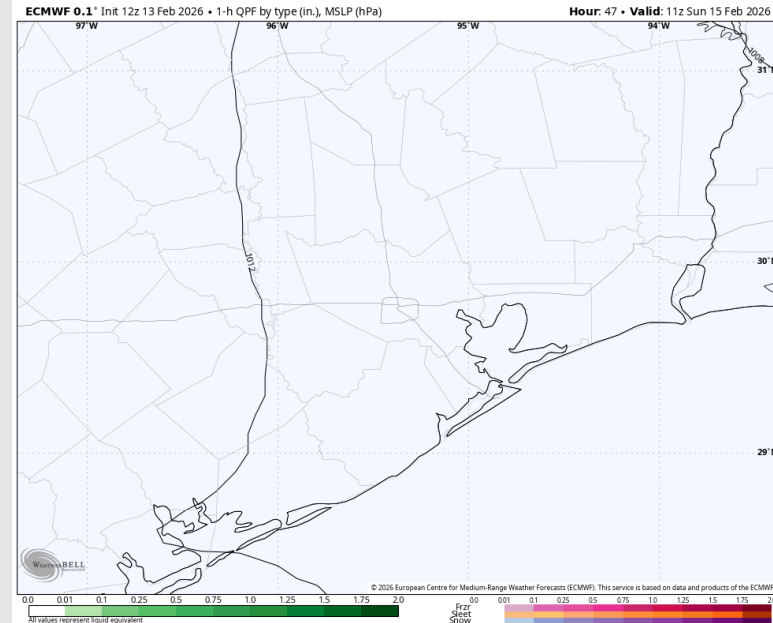 ECMWF 0.1° Init 12z 13 Feb 2026 • 1-h QPF by type (in.), MSLP (hPa) Hour: 47 • Valid: 11z Sun 15 Feb 2026
97°W 96°W 95°W 94°W
1008
31°N
1012
30°N
29°N
WEATHERBELL
© 2026 European Centre for Medium-Range Weather Forecasts (ECMWF). This service is based on data and products of the ECMWF
0.0 0.01 0.1 0.25 0.5 0.75 1.0 1.25 1.5 1.75 2.0
0.0 0.01 0.1 0.25 0.5 0.75 1.0 1.25 1.5 1.75 2.0
Frzr
Sleet
Snow
All values represent liquid equivalent